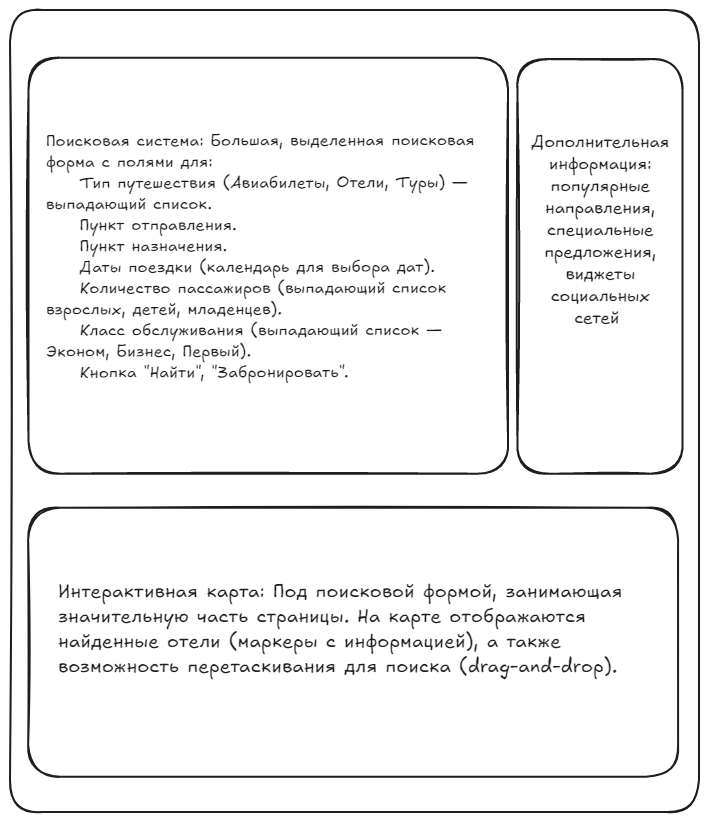 Поисковая система: Большая, выделенная поисковая
форма с полями для:
Тип путешествия (Авиабилеты, Отели, Туры) —
выпадающий список.
Пункт отправления.
Пункт назначения.
Даты поездки (календарь для выбора дат).
Количество пассажиров (выпадающий список
взрослых, детей, младенцев).
Класс обслуживания (выпадающий список —
Эконом, Бизнес, Первый).
Кнопка "Найти", "Забронировать".
Дополнительная
информация:
популярные
направления,
специальные
предложения,
виджеты
социальных
сетей
Интерактивная карта: Под поисковой формой, занимающая
значительную часть страницы. На карте отображаются
найденные отели (маркеры с информацией), а также
возможность перетаскивания для поиска (drag-and-drop).